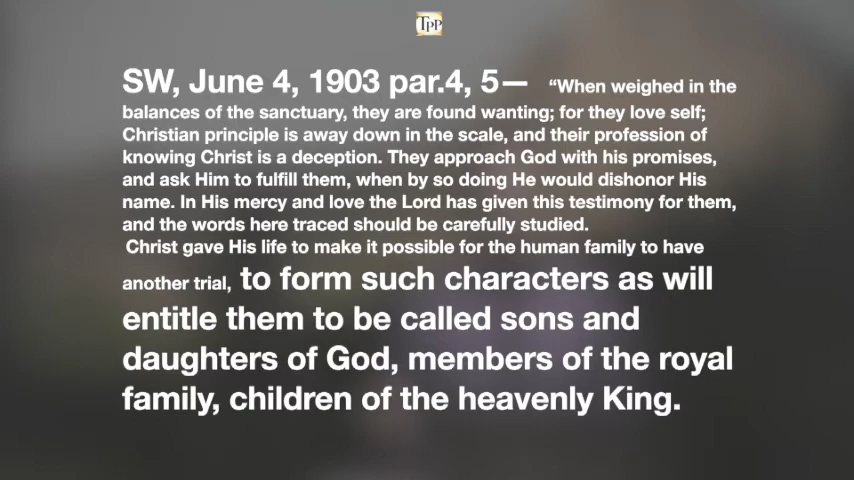 TPP
SW, June 4, 1903 par.4, 5— “When weighed in the
balances of the sanctuary, they are found wanting; for they love self;
Christian principle is away down in the scale, and their profession of
knowing Christ is a deception. They approach God with his promises,
and ask Him to fulfill them, when by so doing He would dishonor His
name. In His mercy and love the Lord has given this testimony for them,
and the words here traced should be carefully studied.
Christ gave His life to make it possible for the human family to have
another trial, to form such characters as will
entitle them to be called sons and
daughters of God, members of the royal
family, children of the heavenly King.